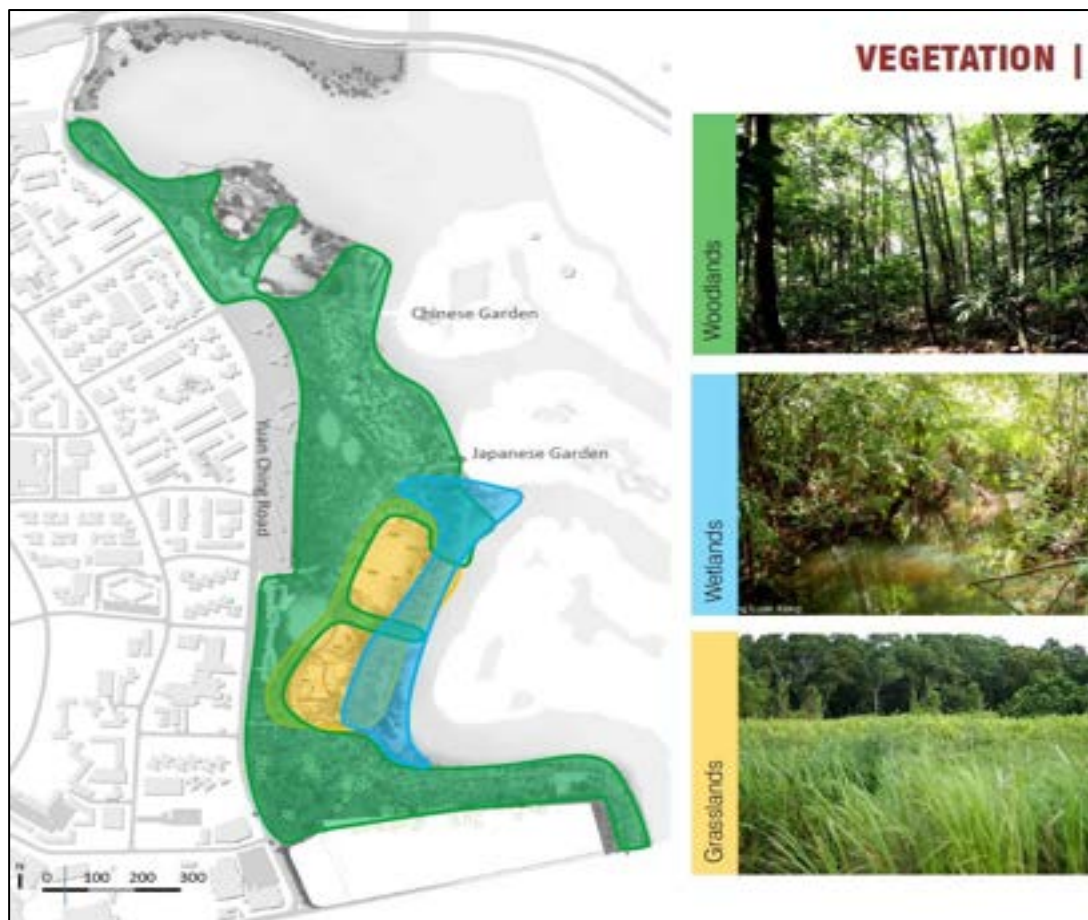 VEGETATION |
Woodlands
Chinese Garden
Yuan Ching Road
Japanese Garden
Wetlands
Grasslands
N
0 100 200 300